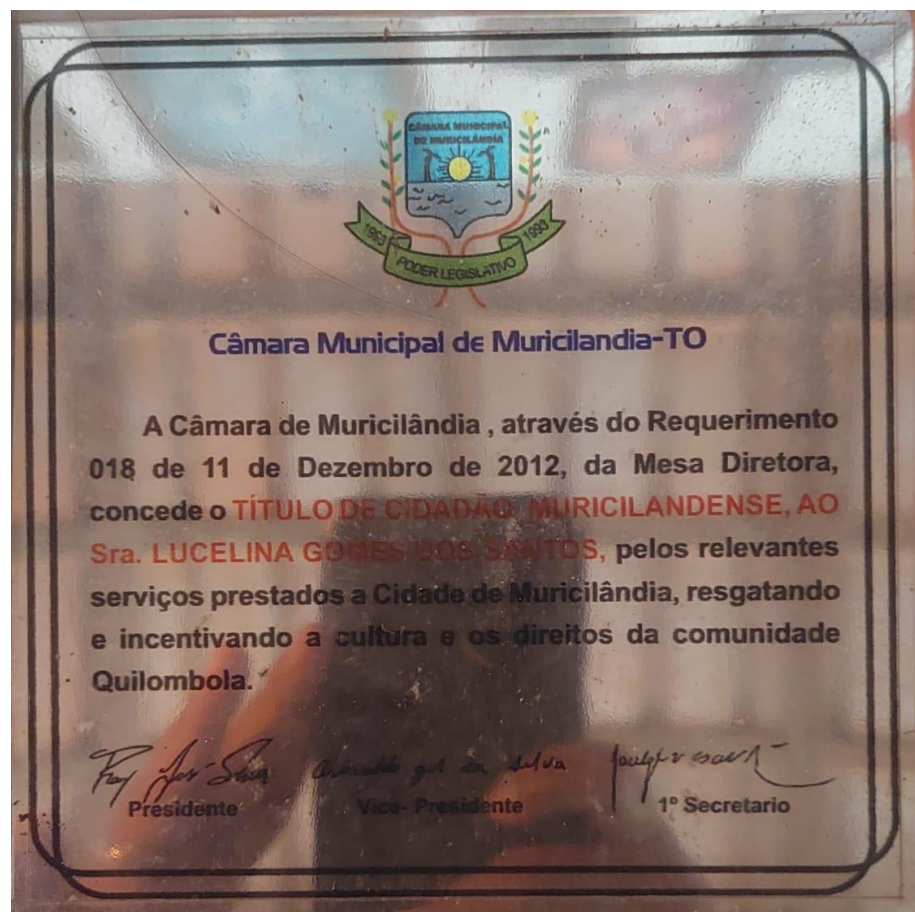 CÂMARA MUNICIPAL
DE MURICILÂNDIA
1963
1993
PODER LEGISLATIVO
Câmara Municipal de Muricilandia-TO
A Câmara de Muricilândia , através do Requerimento
018 de 11 de Dezembro de 2012, da Mesa Diretora,
concede o TÍTULO DE CIDADÃO MURICILANDENSE, AO
Sra. LUCELINA GOMES DOS SANTOS, pelos relevantes
serviços prestados a Cidade de Muricilândia, resgatando
e incentivando a cultura e os direitos da comunidade
Quilombola.
da Silva
Presidente
Vice- Presidente
1º Secretario